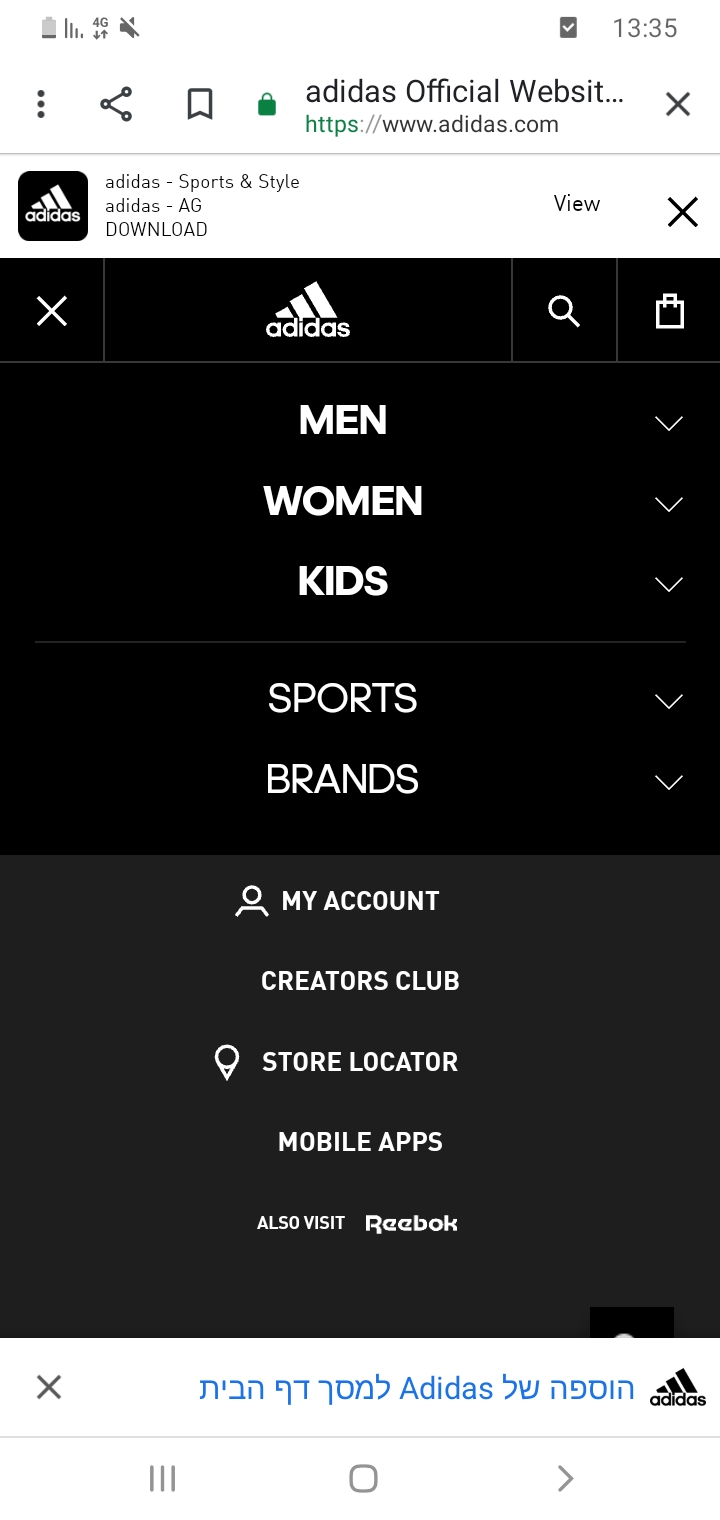 4G
13:35
adidas Official Websit...
https://www.adidas.com
adidas
adidas - Sports & Style
adidas - AG
DOWNLOAD
View
adidas
MEN
WOMEN
KIDS
SPORTS
BRANDS
MY ACCOUNT
CREATORS CLUB
STORE LOCATOR
MOBILE APPS
ALSO VISIT Reebok
הוספה של Adidas למסך דף הבית
adidas